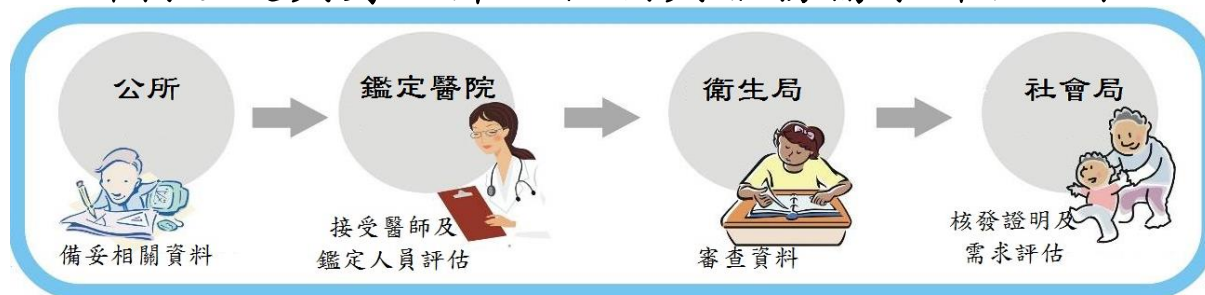 公所
鑑定醫院
衛生局
社會局
備妥相關資料
接受醫師及
鑑定人員評估
審查資料
核發證明及
需求評估